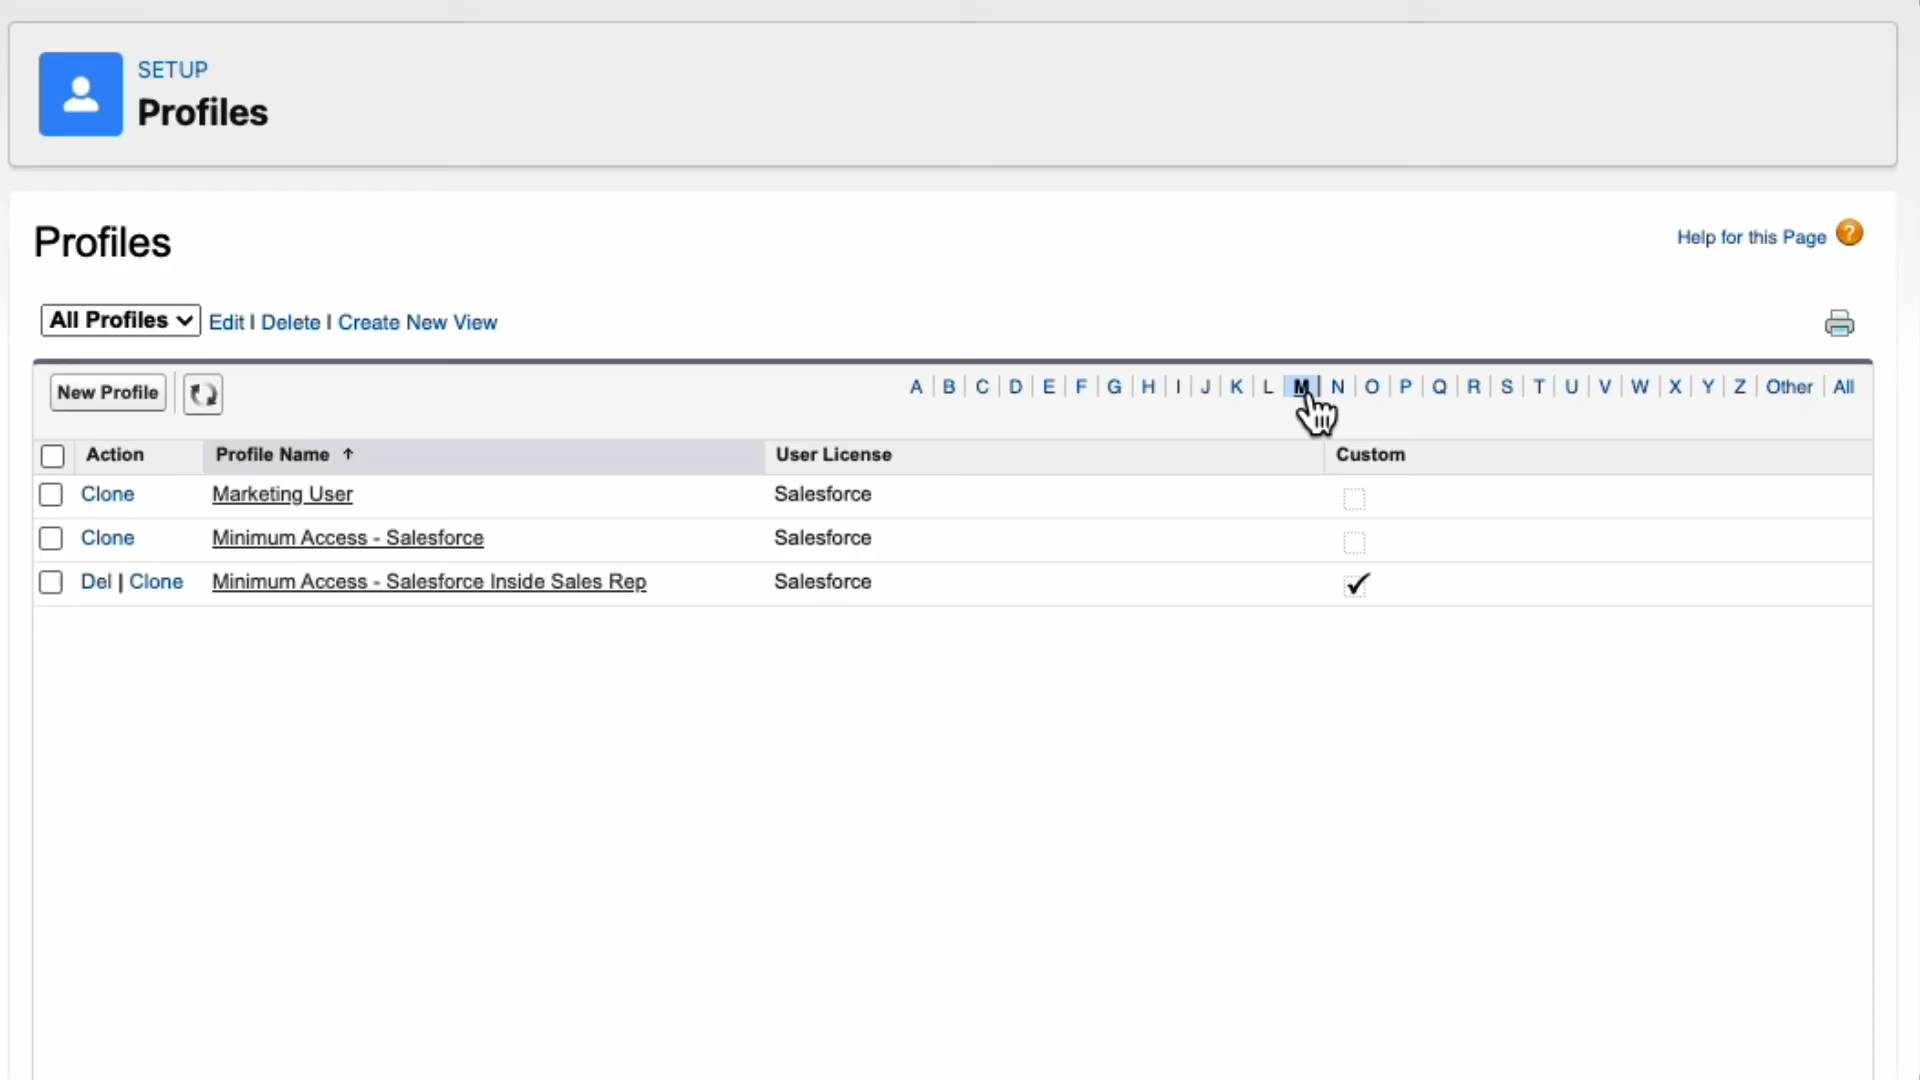 SETUP
Profiles
Profiles
Help for this Page ?
All Profiles Edit | Delete | Create New View
New Profile A | B | C | D | E | F | G | H | I | J | K | L | M | N | O | P | Q | R | S | T | U | V | W | X | Y | Z | Other | All
Action Profile Name ↑ User License Custom
Clone Marketing User Salesforce
Clone Minimum Access - Salesforce Salesforce
Del | Clone Minimum Access - Salesforce Inside Sales Rep Salesforce